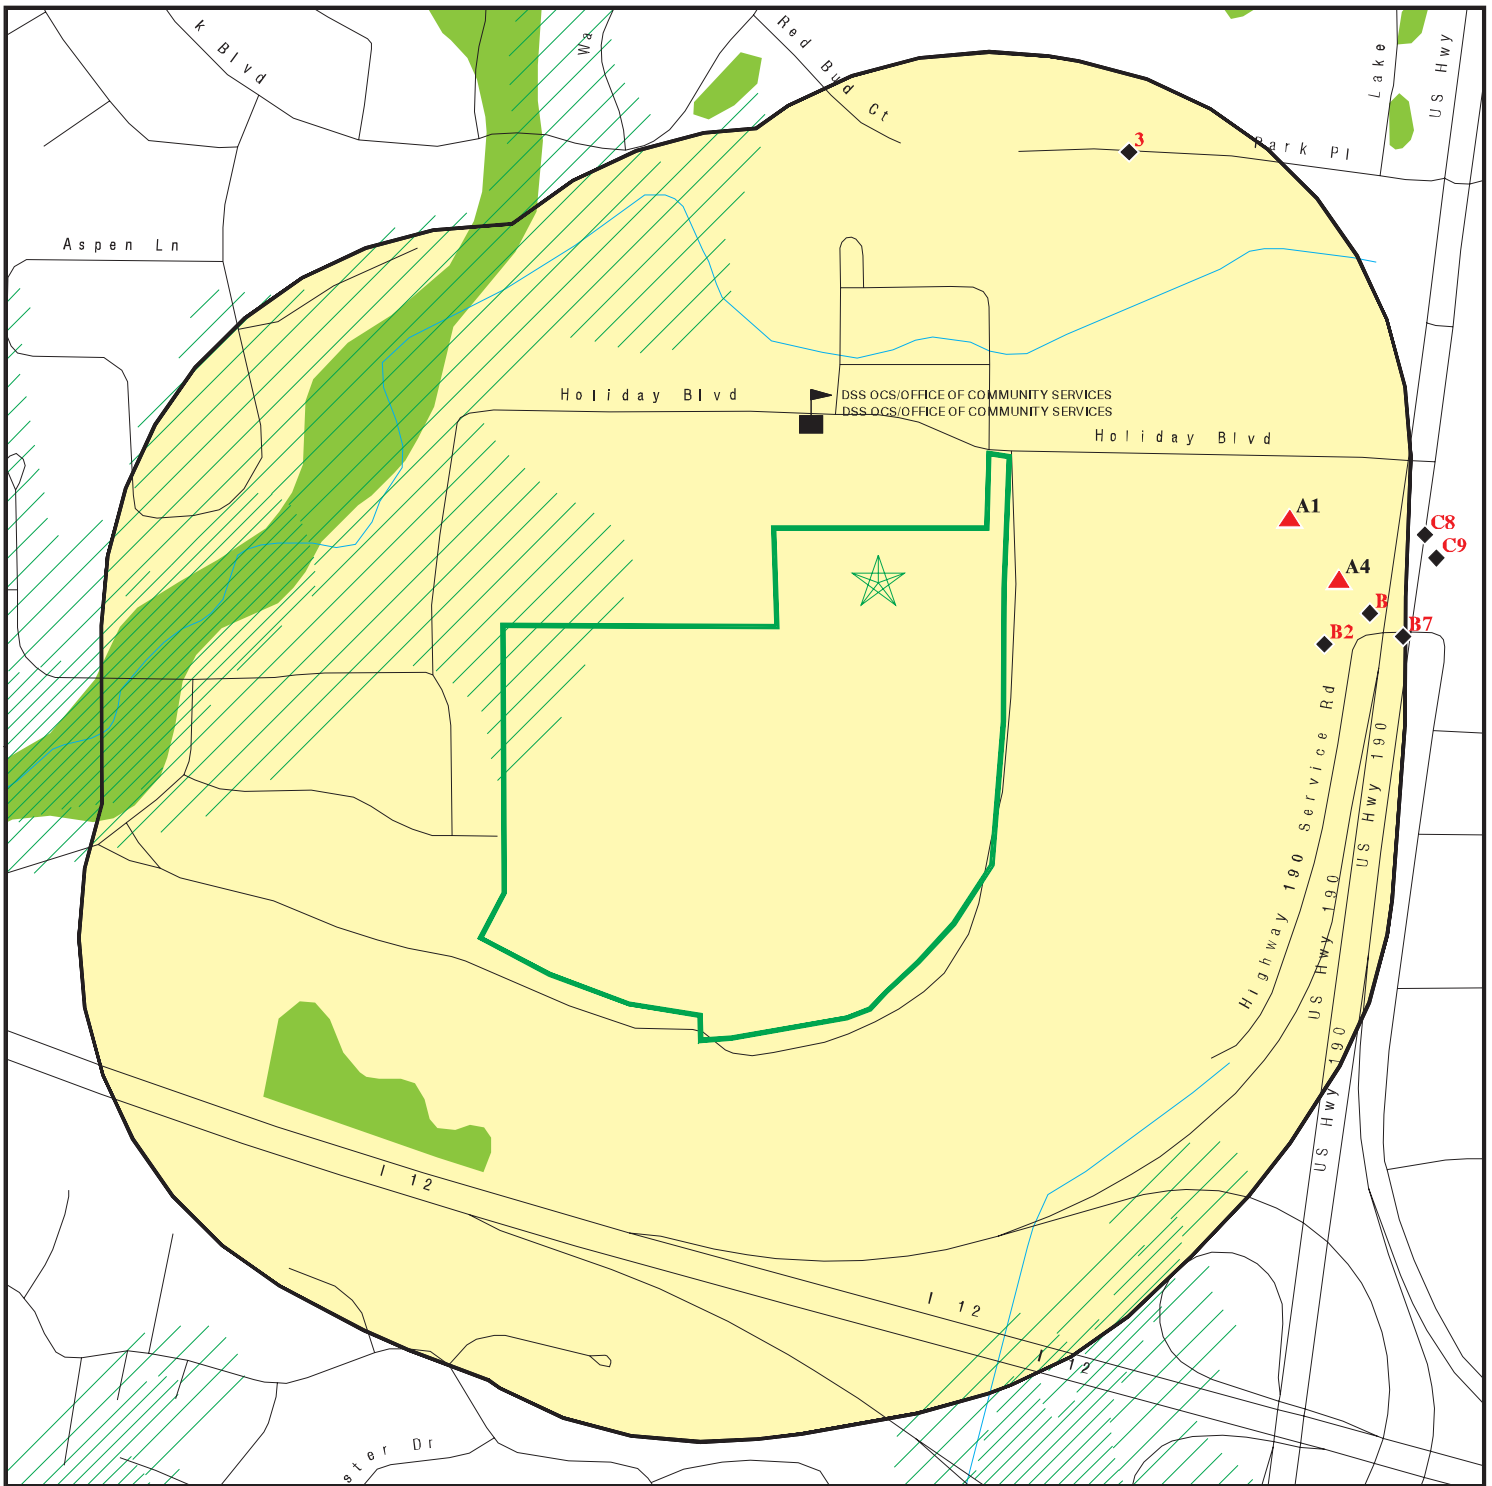 k Blvd
Wa
Red Bud Ct
Lake
US Hwy
3
Park Pl
Aspen Ln
Holiday Blvd
DSS OCS/OFFICE OF COMMUNITY SERVICES
DSS OCS/OFFICE OF COMMUNITY SERVICES
Holiday Blvd
A1
C8
C9
A4
B
B7
B2
Highway 190 Service Rd
US Hwy 190
US Hwy 190
US Hwy 190
I 12
I 12
I 12
ster Dr